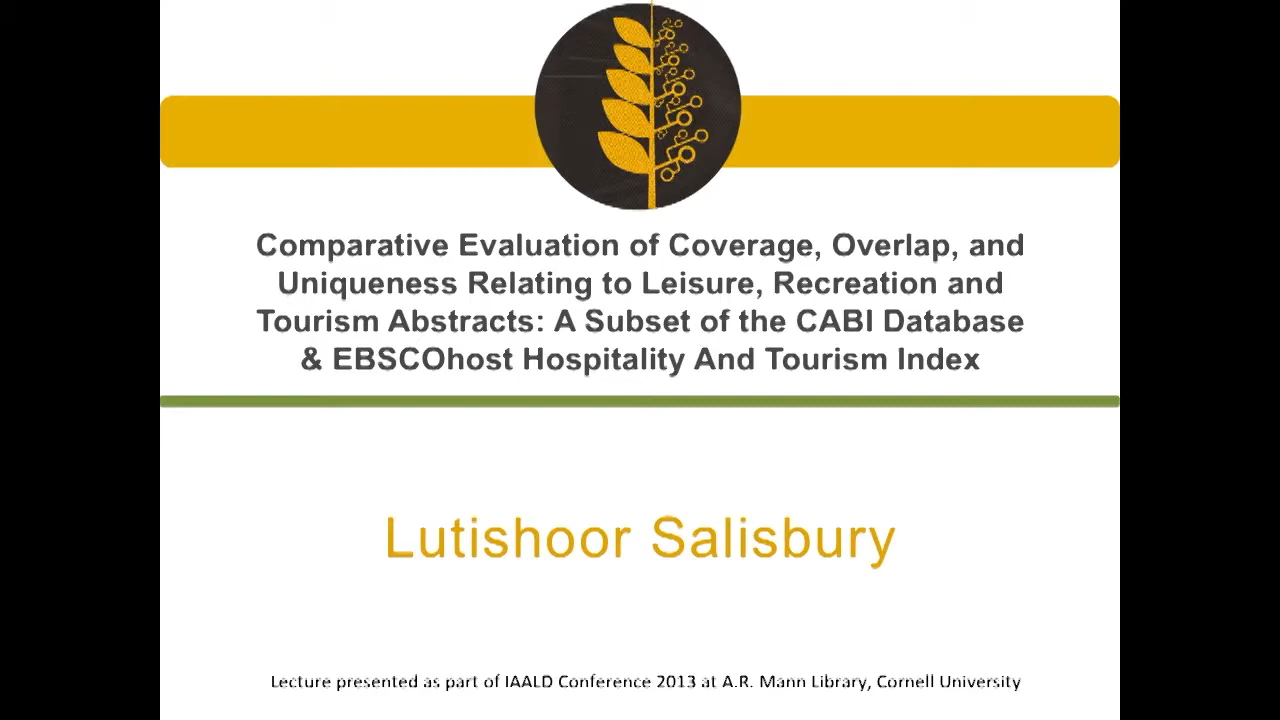 Comparative Evaluation of Coverage, Overlap, and
Uniqueness Relating to Leisure, Recreation and
Tourism Abstracts: A Subset of the CABI Database
& EBSCOhost Hospitality And Tourism Index
Lutishoor Salisbury
Lecture presented as part of IAALD Conference 2013 at A.R. Mann Library, Cornell University